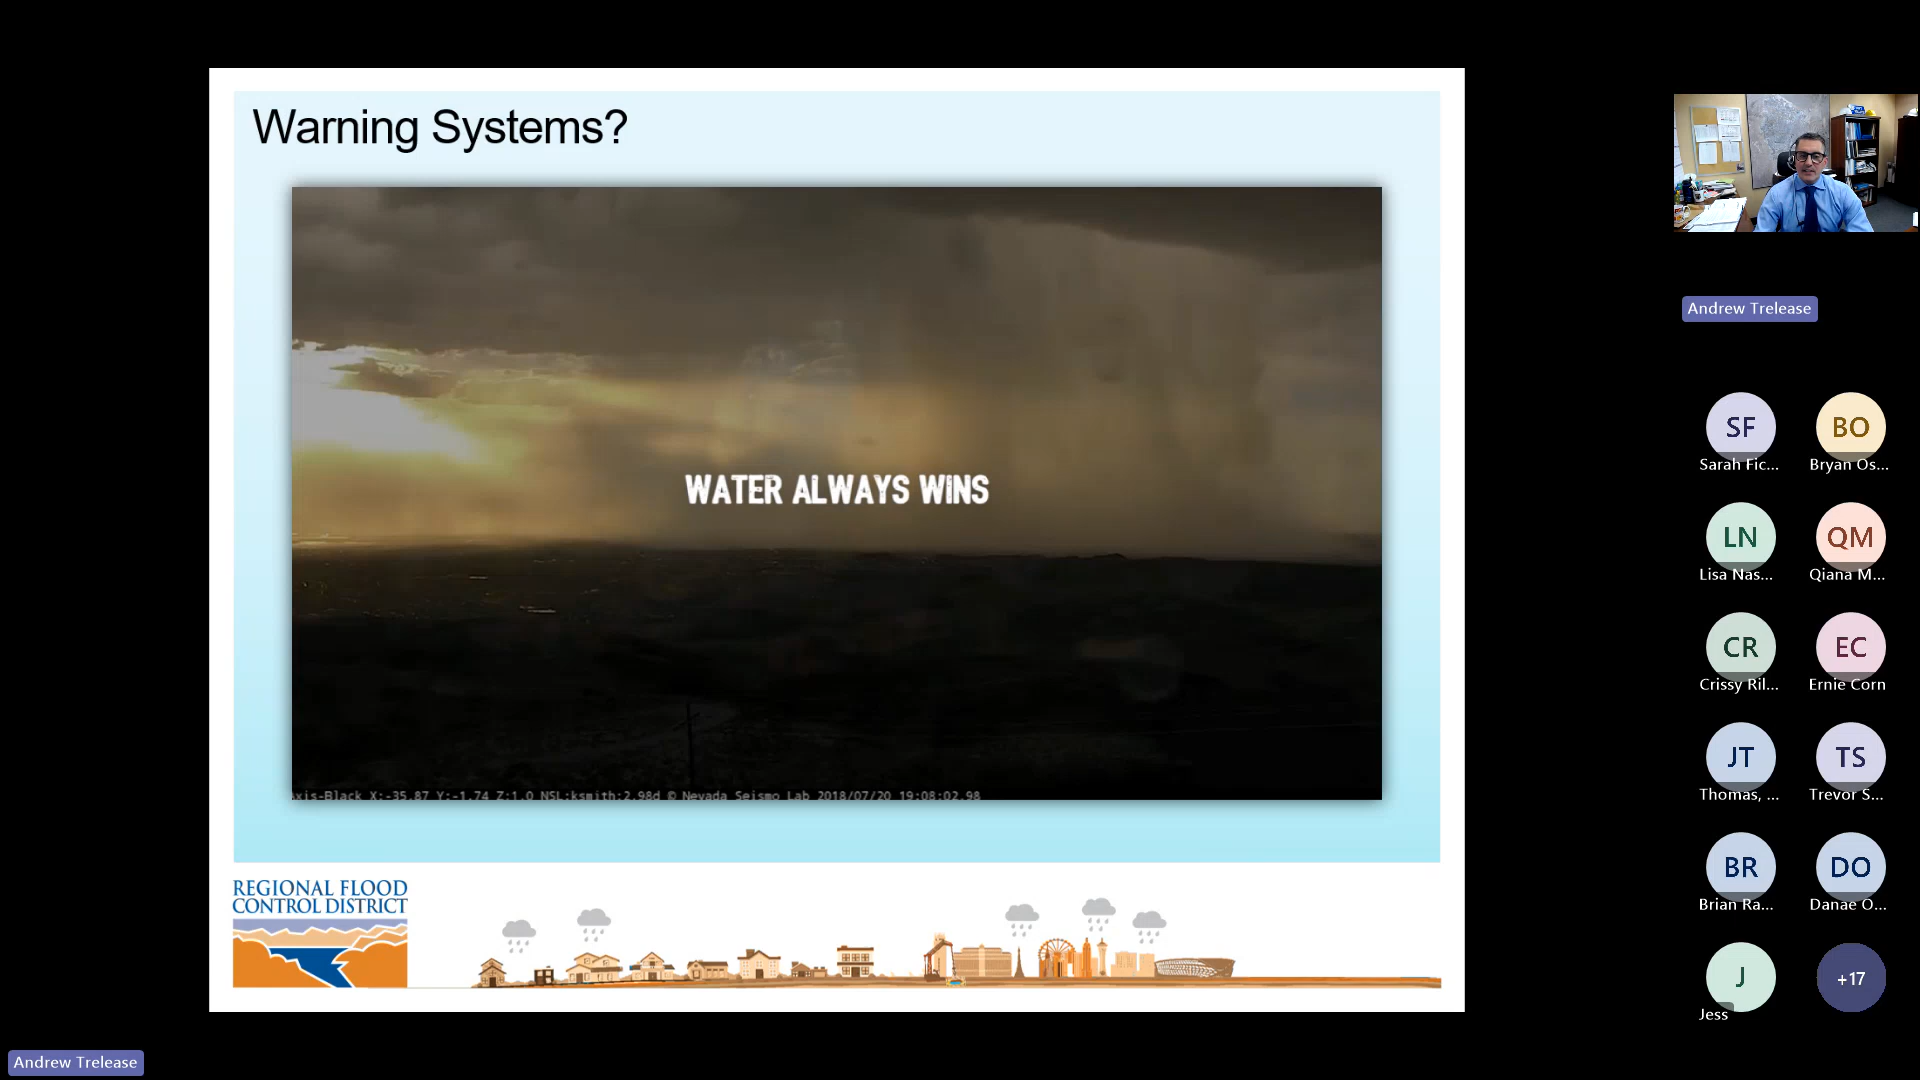 Warning Systems?
WATER ALWAYS WINS
xis-Black X:-35.87 Y:-1.74 Z:1.0 NSL:ksmith:2.98d © Nevada Seismo Lab 2018/07/20 19:08:02.98
REGIONAL FLOOD
CONTROL DISTRICT
Andrew Trelease
Andrew Trelease
SF
BO
Sarah Fic...
Bryan Os...
LN
QM
Lisa Nas...
Qiana M...
CR
EC
Crissy Ril...
Ernie Corn
JT
TS
Thomas, ...
Trevor S...
BR
DO
Brian Ra...
Danae O...
J
+17
Jess